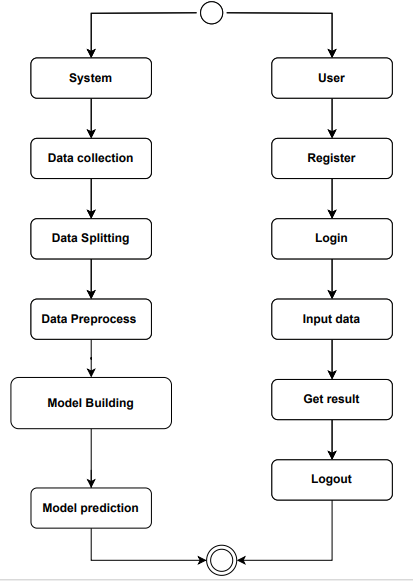 System
User
Data collection
Register
Data Splitting
Login
Data Preprocess
Input data
Model Building
Get result
Logout
Model prediction